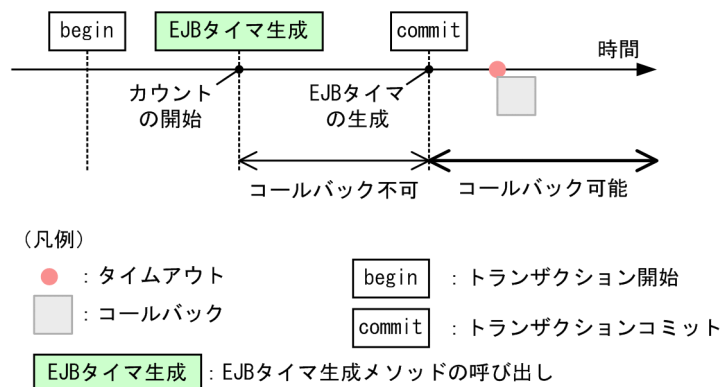 begin
EJBタイマ生成
commit
時間
カウント
の開始
EJBタイマ
の生成
コールバック不可
コールバック可能
(凡例)
:タイムアウト
begin :トランザクション開始
:コールバック
commit :トランザクションコミット
EJBタイマ生成 :EJBタイマ生成メソッドの呼び出し